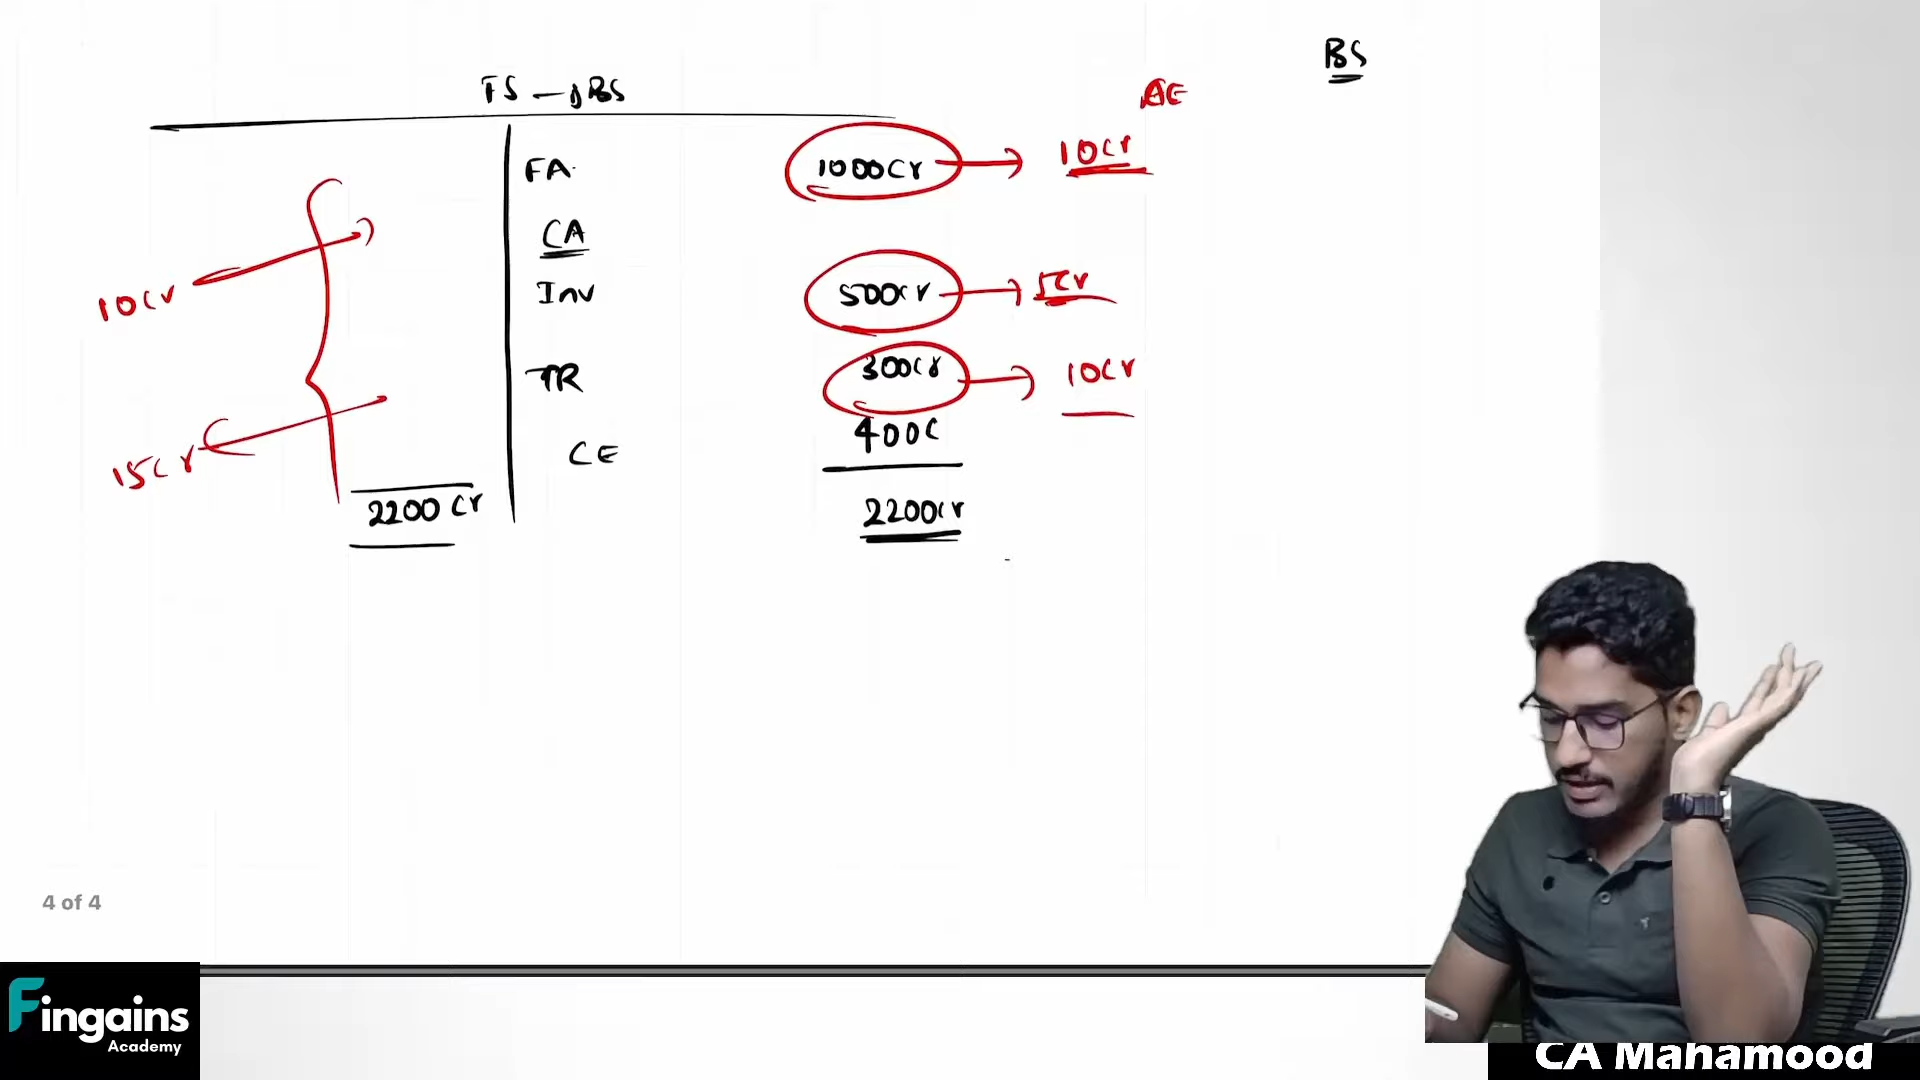 BS
FS → BS
AE
FA.
1000Cr → 10Cr
CA
10Cr
Inv
500Cr → 5Cr
TR
300Cr → 10Cr
400C
15Cr
CE
2200 Cr
2200Cr
4 of 4
Fingains
Academy
CA Mahamood